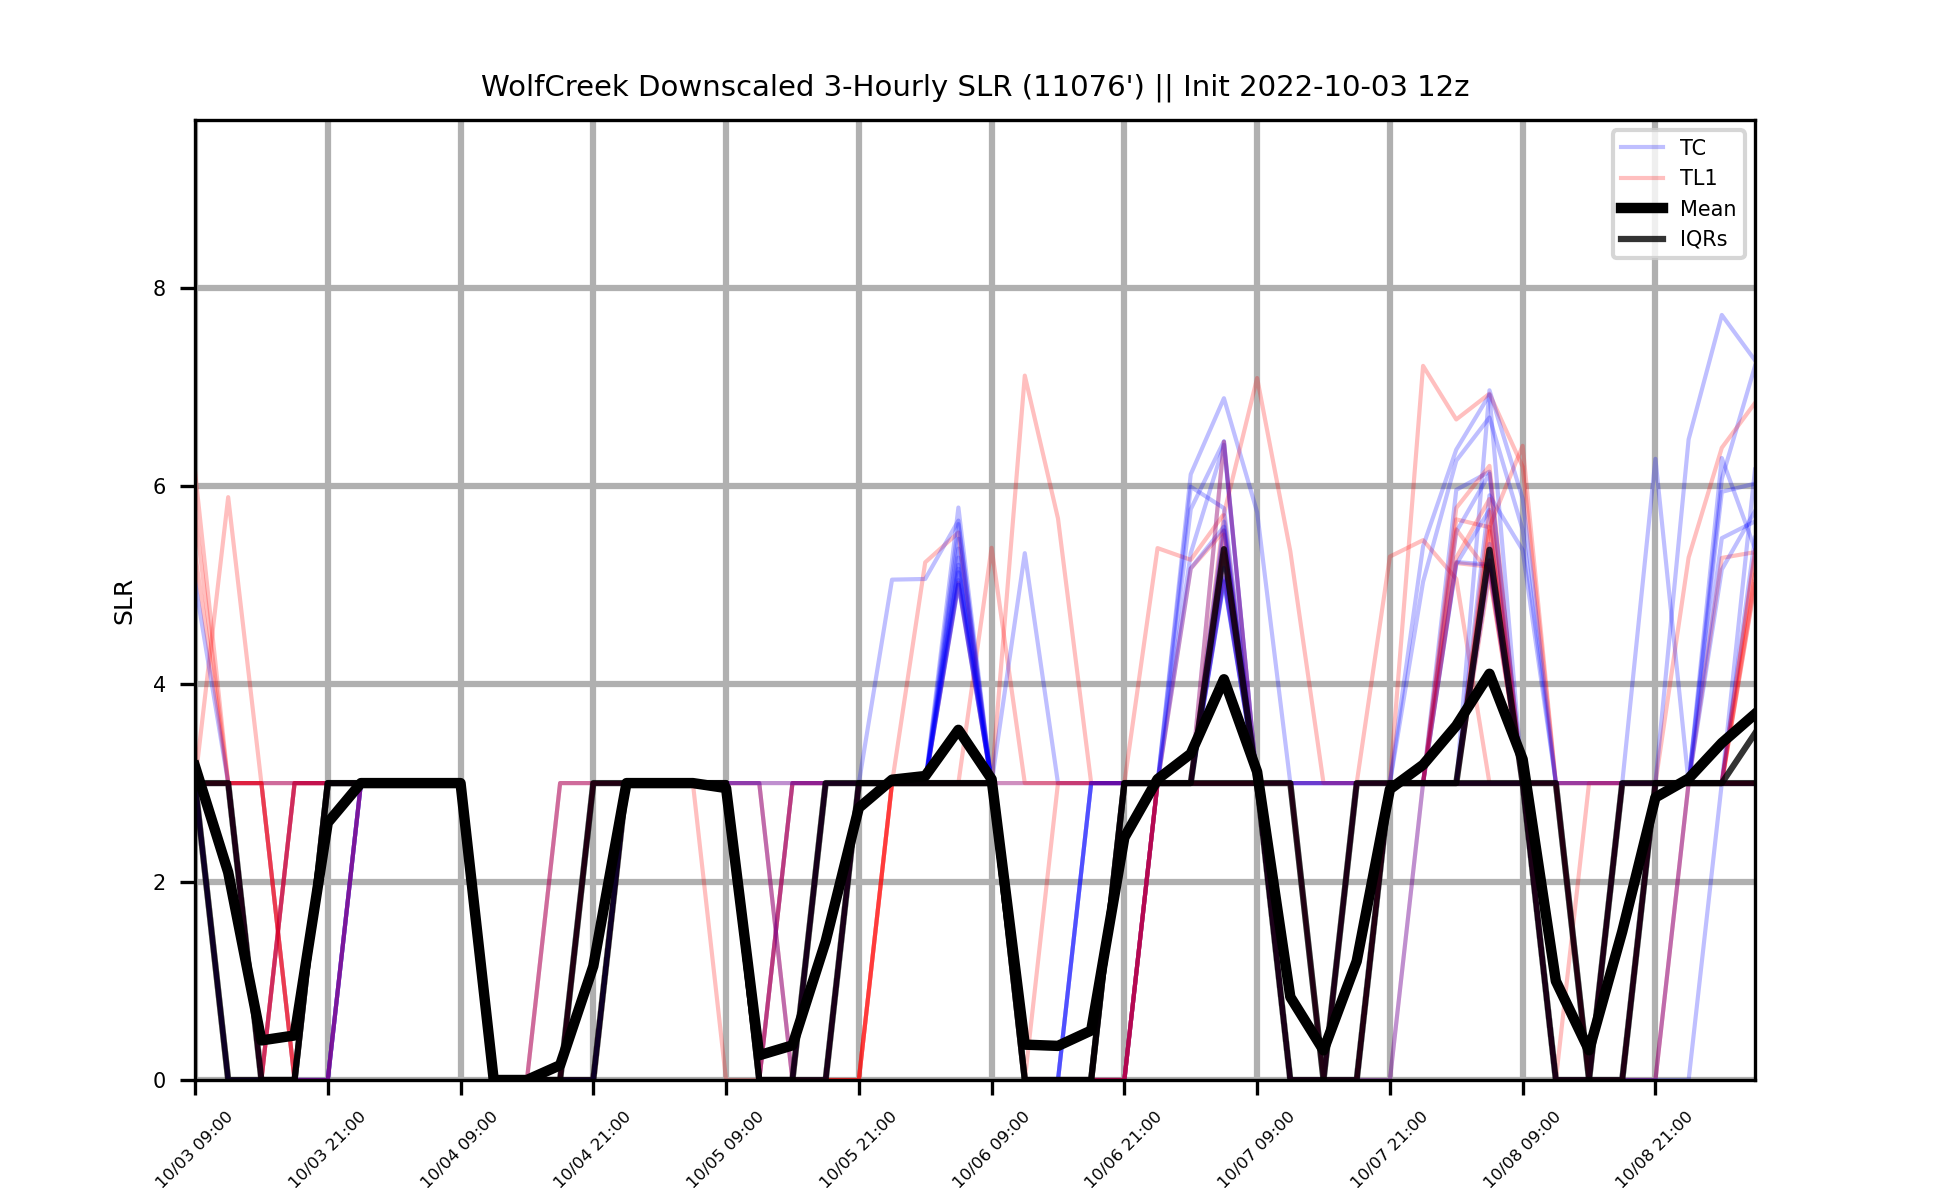 WolfCreek Downscaled 3-Hourly SLR (11076') || Init 2022-10-03 12z
TC
TL1
Mean
IQRs
8
6
4
2
0
SLR
10/03 09:00
10/03 21:00
10/04 09:00
10/04 21:00
10/05 09:00
10/05 21:00
10/06 09:00
10/06 21:00
10/07 09:00
10/07 21:00
10/08 09:00
10/08 21:00